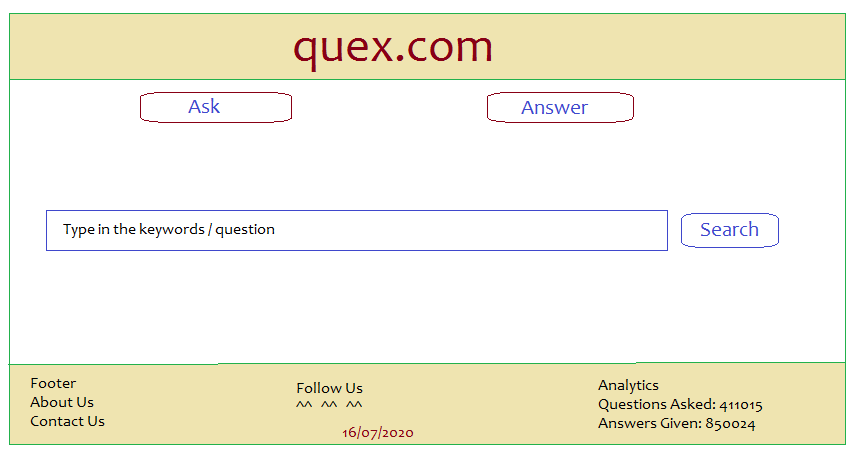 quex.com
Ask
Answer
Type in the keywords / question
Search
Footer
About Us
Contact Us
Follow Us
^^ ^^ ^^
16/07/2020
Analytics
Questions Asked: 411015
Answers Given: 850024